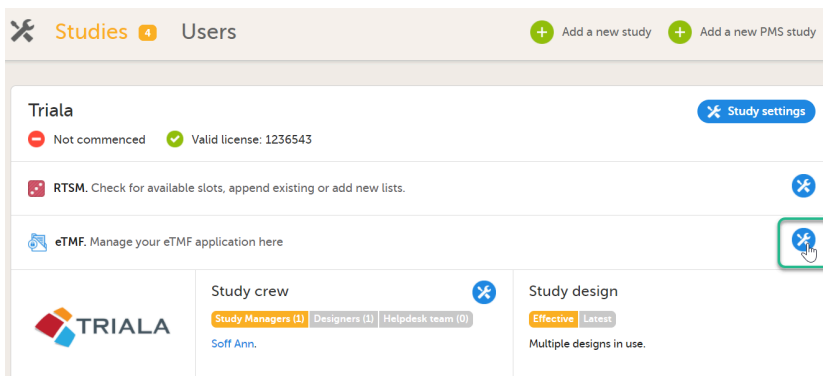 Studies 4 Users
Add a new study Add a new PMS study
Triala
Study settings
Not commenced Valid license: 1236543
RTSM. Check for available slots, append existing or add new lists.
eTMF. Manage your eTMF application here
TRIALA
Study crew
Study Managers (1) Designers (1) Helpdesk team (0)
Soff Ann.
Study design
Effective Latest
Multiple designs in use.